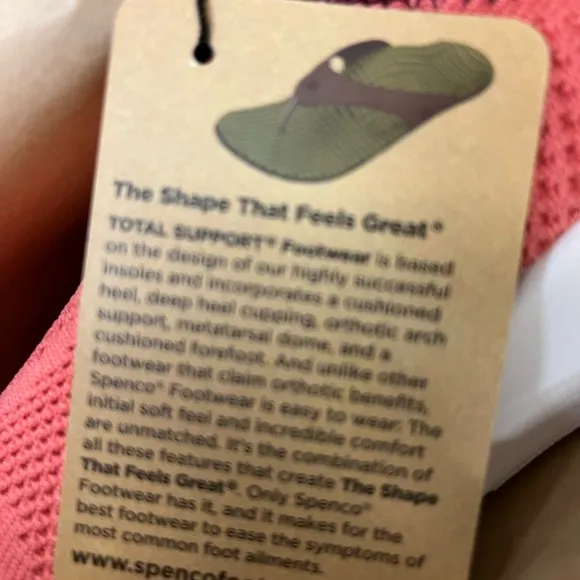 The Shape That Feels Great®
TOTAL SUPPORT® Footwear is based
on the design of our highly successful
insoles and incorporates a cushioned
heel, deep heel cupping, orthotic arch
support, metatarsal dome, and a
cushioned forefoot. And unlike other
footwear that claim orthotic benefits,
Spenco® Footwear is easy to wear. The
initial soft feel and incredible comfort
are unmatched. It's the combination of
all these features that create The Shape
That Feels Great®. Only Spenco®
Footwear has it, and it makes for the
best footwear to ease the symptoms of
most common foot ailments.